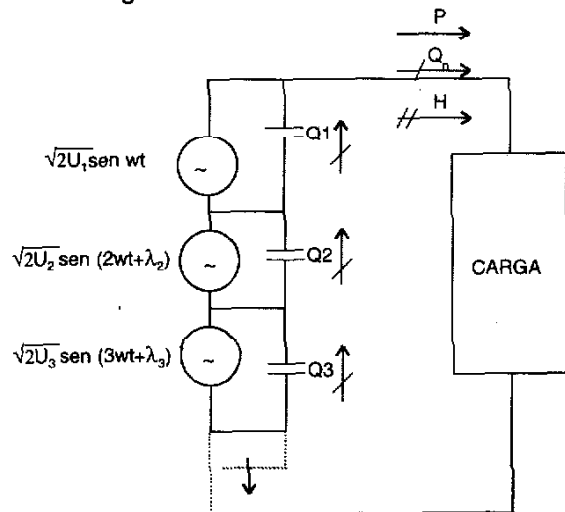 P
Qn
H
Q1
√2U₁ sen wt
Q2
√2U₂ sen (2wt+λ₂)
CARGA
Q3
√2U₃ sen (3wt+λ₃)